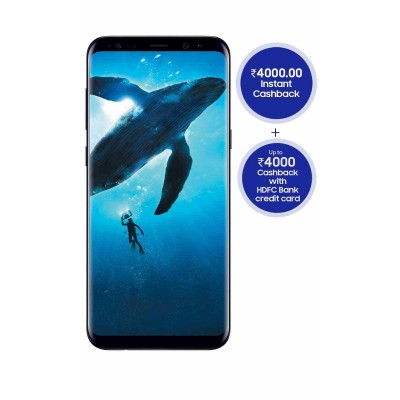 ₹4000.00
Instant
Cashback
+
Up to
₹4000
Cashback
with
HDFC Bank
credit card